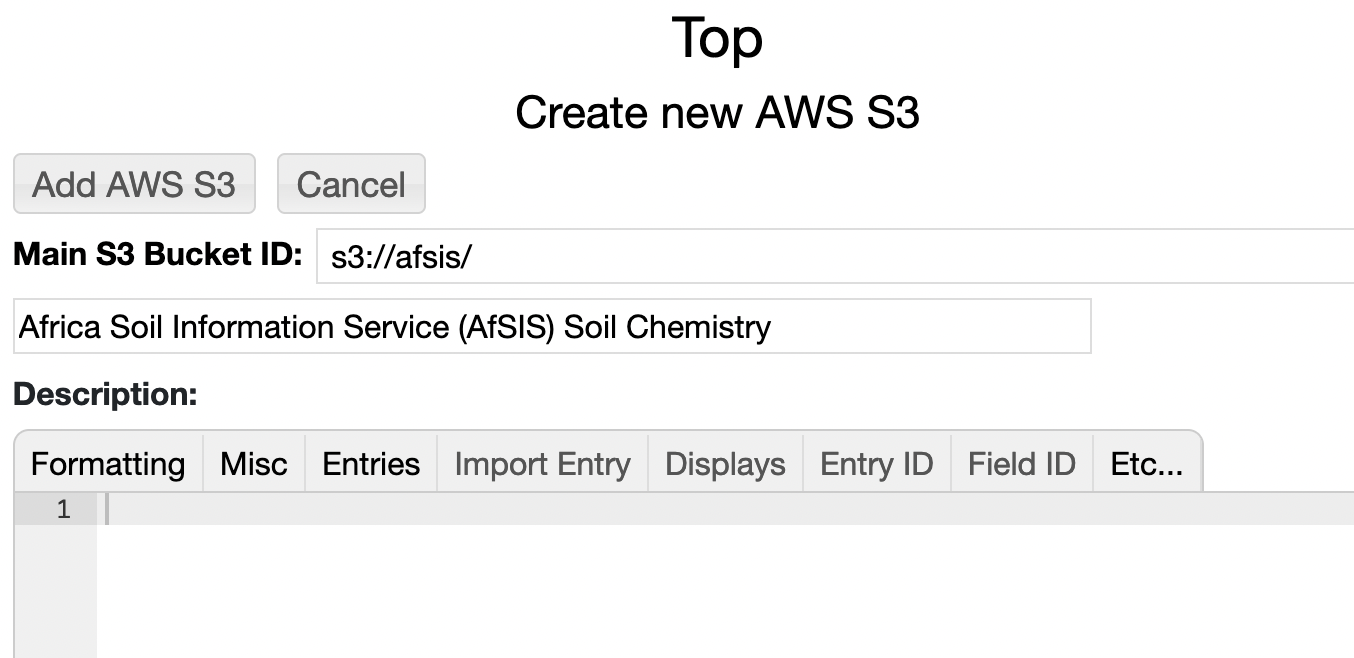 Top
Create new AWS S3
Add AWS S3 Cancel
Main S3 Bucket ID: s3://afsis/
Africa Soil Information Service (AfSIS) Soil Chemistry
Description:
Formatting Misc Entries Import Entry Displays Entry ID Field ID Etc...
1